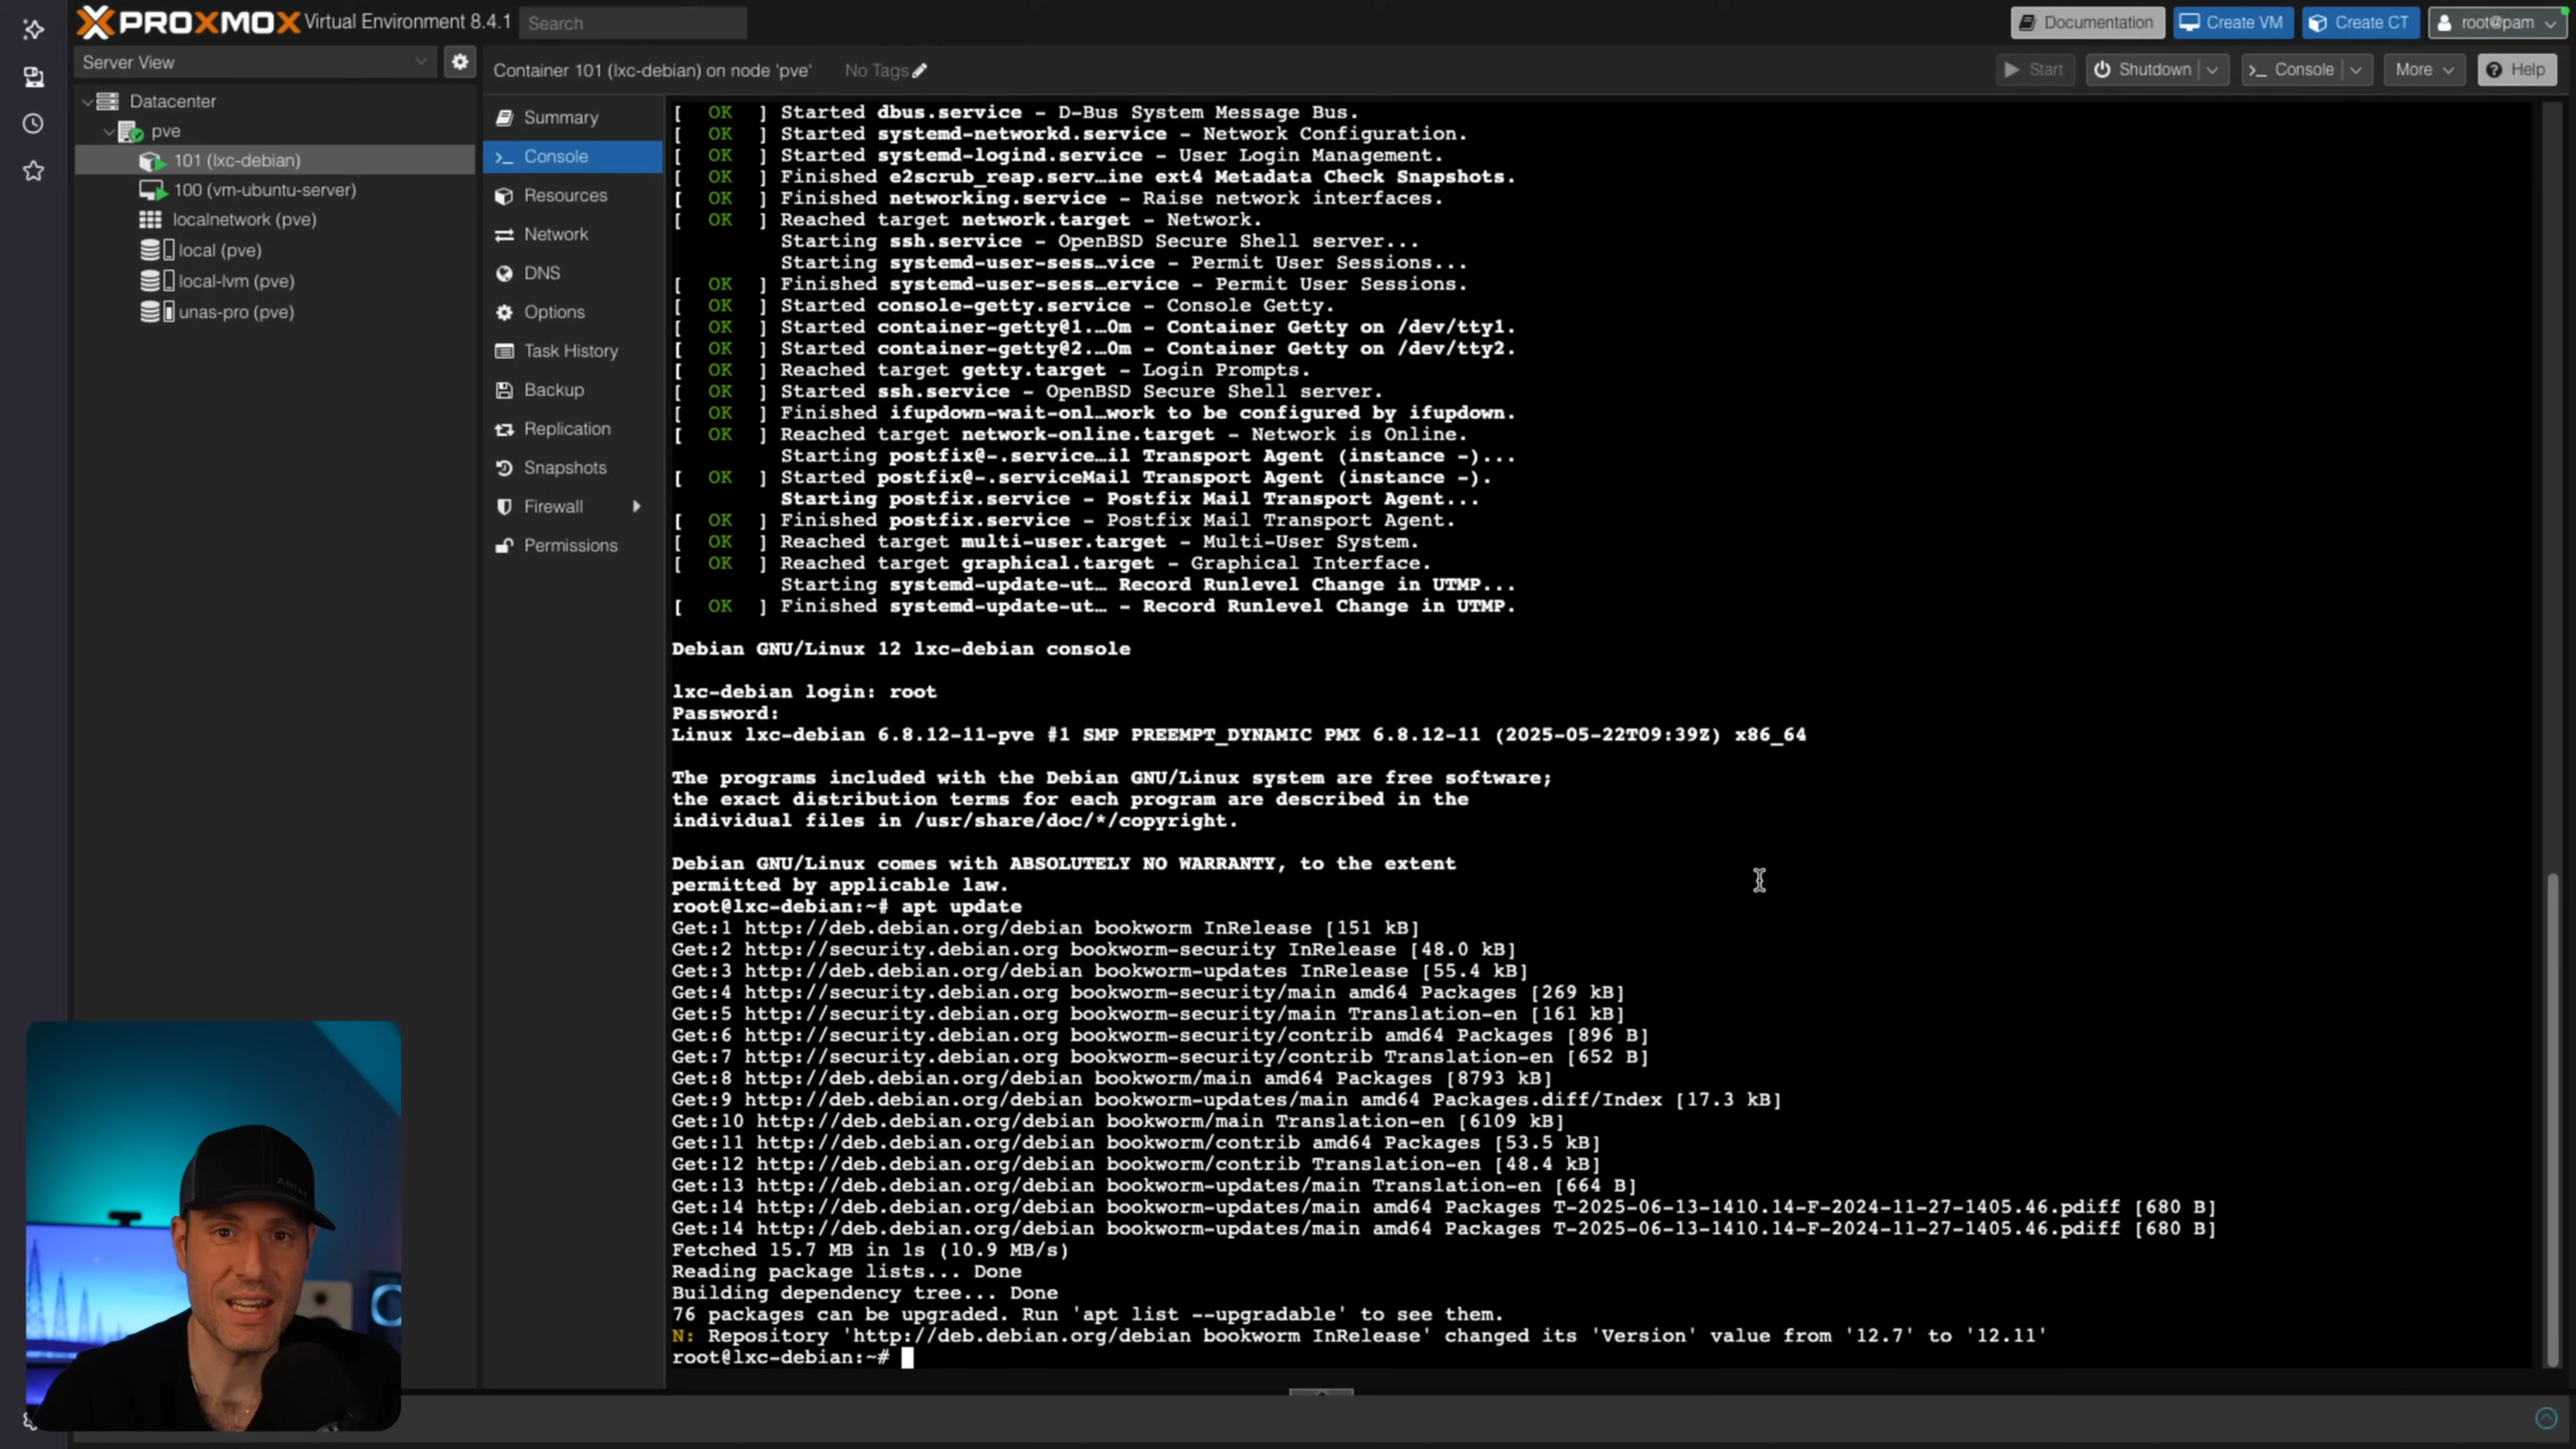 PROXMOX Virtual Environment 8.4.1
Search
Documentation
Create VM
Create CT
root@pam
Server View
Datacenter
pve
101 (lxc-debian)
100 (vm-ubuntu-server)
localnetwork (pve)
local (pve)
local-lvm (pve)
unas-pro (pve)
Container 101 (lxc-debian) on node 'pve'
No Tags
Start
Shutdown
Console
More
Help
Summary
Console
Resources
Network
DNS
Options
Task History
Backup
Replication
Snapshots
Firewall
Permissions
[  OK  ] Started dbus.service - D-Bus System Message Bus.
[  OK  ] Started systemd-networkd.service - Network Configuration.
[  OK  ] Started systemd-logind.service - User Login Management.
[  OK  ] Finished e2scrub_reap.serv…ine ext4 Metadata Check Snapshots.
[  OK  ] Finished networking.service - Raise network interfaces.
[  OK  ] Reached target network.target - Network.
Starting ssh.service - OpenBSD Secure Shell server...
Starting systemd-user-sess…vice - Permit User Sessions...
[  OK  ] Finished systemd-user-sess…ervice - Permit User Sessions.
[  OK  ] Started console-getty.service - Console Getty.
[  OK  ] Started container-getty@1.…0m - Container Getty on /dev/tty1.
[  OK  ] Started container-getty@2.…0m - Container Getty on /dev/tty2.
[  OK  ] Reached target getty.target - Login Prompts.
[  OK  ] Started ssh.service - OpenBSD Secure Shell server.
[  OK  ] Finished ifupdown-wait-onl…work to be configured by ifupdown.
[  OK  ] Reached target network-online.target - Network is Online.
Starting postfix@-.service…il Transport Agent (instance -)...
[  OK  ] Started postfix@-.serviceMail Transport Agent (instance -).
Starting postfix.service - Postfix Mail Transport Agent...
[  OK  ] Finished postfix.service - Postfix Mail Transport Agent.
[  OK  ] Reached target multi-user.target - Multi-User System.
[  OK  ] Reached target graphical.target - Graphical Interface.
Starting systemd-update-ut… Record Runlevel Change in UTMP...
[  OK  ] Finished systemd-update-ut… - Record Runlevel Change in UTMP.
Debian GNU/Linux 12 lxc-debian console
lxc-debian login: root
Password:
Linux lxc-debian 6.8.12-11-pve #1 SMP PREEMPT_DYNAMIC PMX 6.8.12-11 (2025-05-22T09:39Z) x86_64
The programs included with the Debian GNU/Linux system are free software;
the exact distribution terms for each program are described in the
individual files in /usr/share/doc/*/copyright.
Debian GNU/Linux comes with ABSOLUTELY NO WARRANTY, to the extent
permitted by applicable law.
root@lxc-debian:~# apt update
Get:1 http://deb.debian.org/debian bookworm InRelease [151 kB]
Get:2 http://security.debian.org bookworm-security InRelease [48.0 kB]
Get:3 http://deb.debian.org/debian bookworm-updates InRelease [55.4 kB]
Get:4 http://security.debian.org bookworm-security/main amd64 Packages [269 kB]
Get:5 http://security.debian.org bookworm-security/main Translation-en [161 kB]
Get:6 http://security.debian.org bookworm-security/contrib amd64 Packages [896 B]
Get:7 http://security.debian.org bookworm-security/contrib Translation-en [652 B]
Get:8 http://deb.debian.org/debian bookworm/main amd64 Packages [8793 kB]
Get:9 http://deb.debian.org/debian bookworm-updates/main amd64 Packages.diff/Index [17.3 kB]
Get:10 http://deb.debian.org/debian bookworm/main Translation-en [6109 kB]
Get:11 http://deb.debian.org/debian bookworm/contrib amd64 Packages [53.5 kB]
Get:12 http://deb.debian.org/debian bookworm/contrib Translation-en [48.4 kB]
Get:13 http://deb.debian.org/debian bookworm-updates/main Translation-en [664 B]
Get:14 http://deb.debian.org/debian bookworm-updates/main amd64 Packages T-2025-06-13-1410.14-F-2024-11-27-1405.46.pdiff [680 B]
Get:14 http://deb.debian.org/debian bookworm-updates/main amd64 Packages T-2025-06-13-1410.14-F-2024-11-27-1405.46.pdiff [680 B]
Fetched 15.7 MB in 1s (10.9 MB/s)
Reading package lists... Done
Building dependency tree... Done
76 packages can be upgraded. Run 'apt list --upgradable' to see them.
N: Repository 'http://deb.debian.org/debian bookworm InRelease' changed its 'Version' value from '12.7' to '12.11'
root@lxc-debian:~#